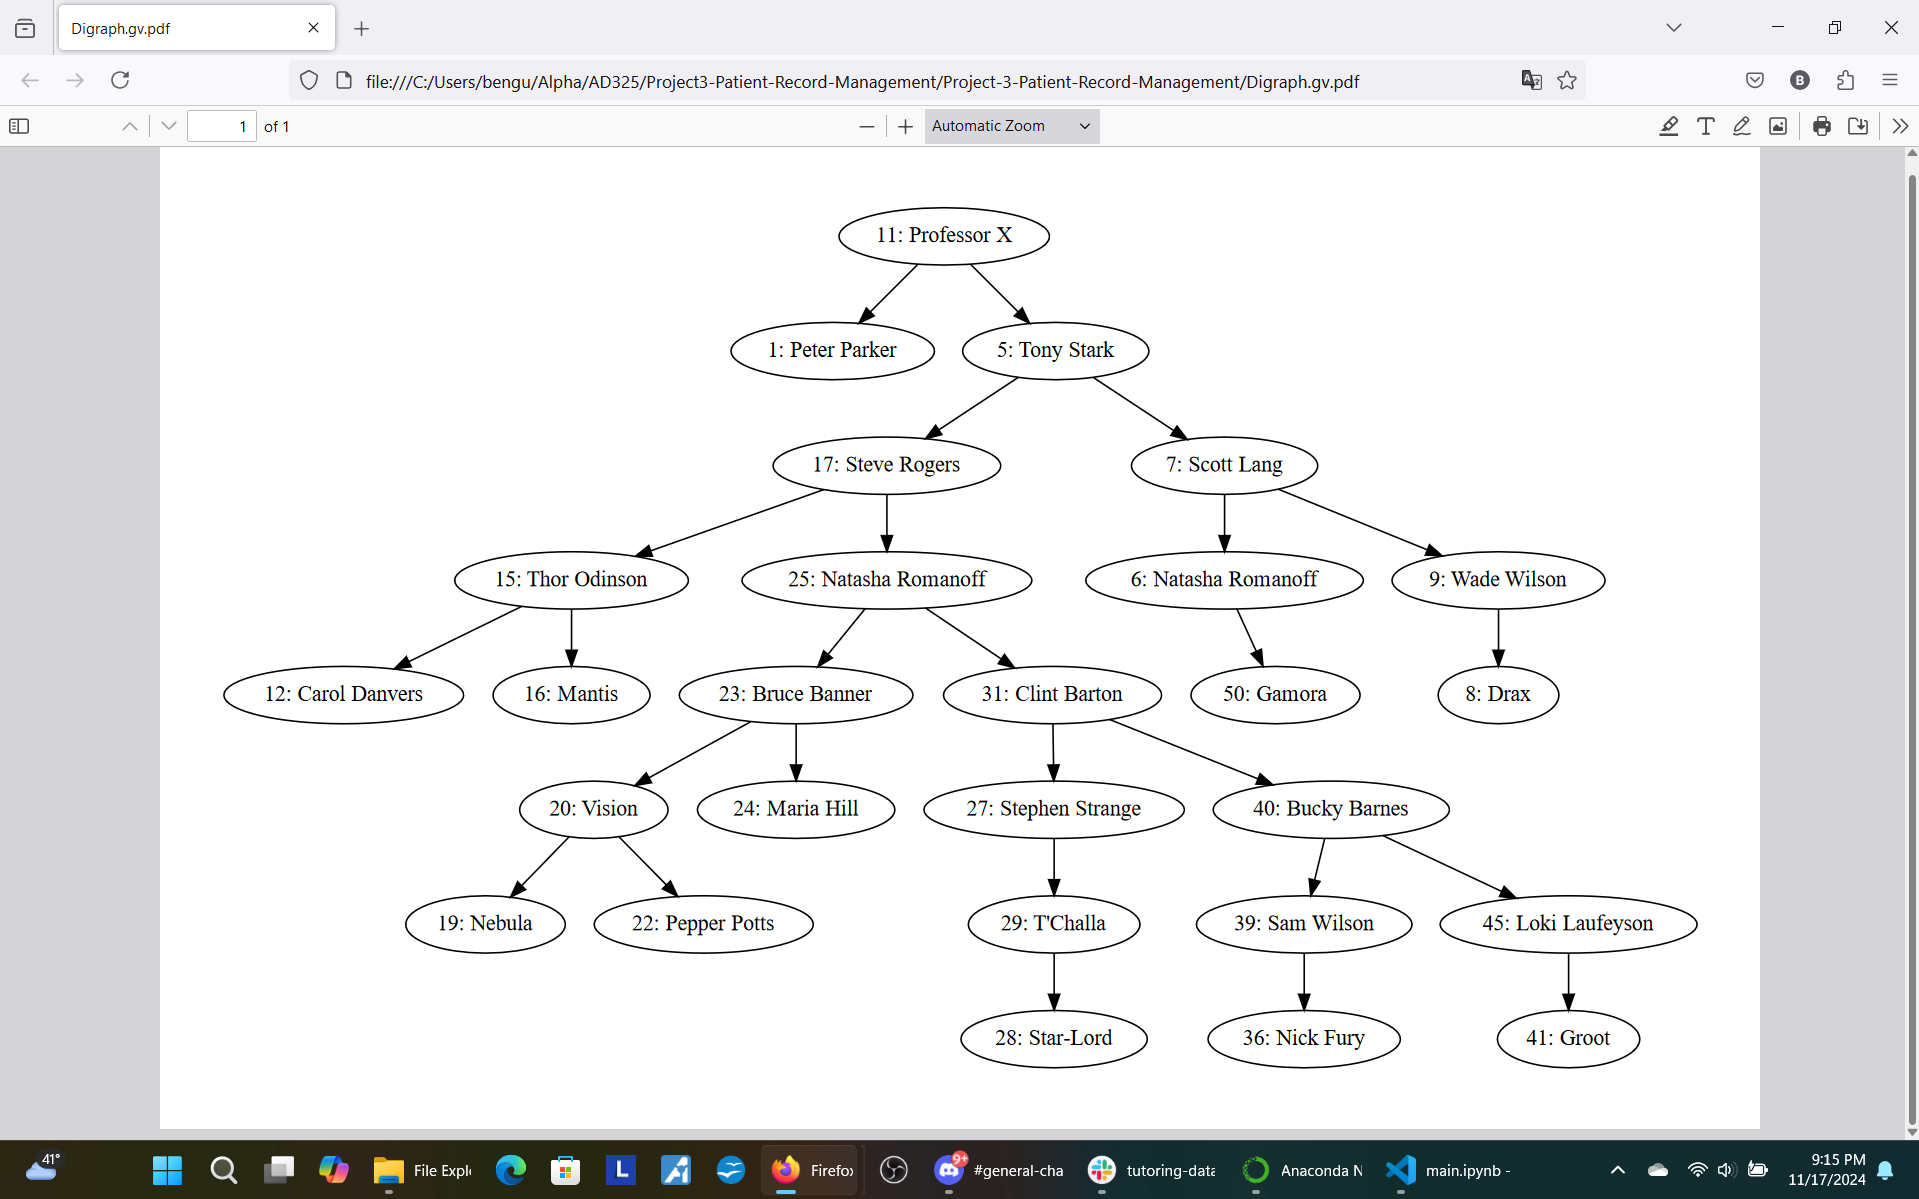 Digraph.gv.pdf
file:///C:/Users/bengu/Alpha/AD325/Project3-Patient-Record-Management/Project-3-Patient-Record-Management/Digraph.gv.pdf
B
1 of 1
Automatic Zoom
11: Professor X
1: Peter Parker
5: Tony Stark
17: Steve Rogers
7: Scott Lang
15: Thor Odinson
25: Natasha Romanoff
6: Natasha Romanoff
9: Wade Wilson
12: Carol Danvers
16: Mantis
23: Bruce Banner
31: Clint Barton
50: Gamora
8: Drax
20: Vision
24: Maria Hill
27: Stephen Strange
40: Bucky Barnes
19: Nebula
22: Pepper Potts
29: T'Challa
39: Sam Wilson
45: Loki Laufeyson
28: Star-Lord
36: Nick Fury
41: Groot
41°
File Expl
L
Firefox
9+
#general-cha
tutoring-data
Anaconda N
main.ipynb -
9:15 PM
11/17/2024